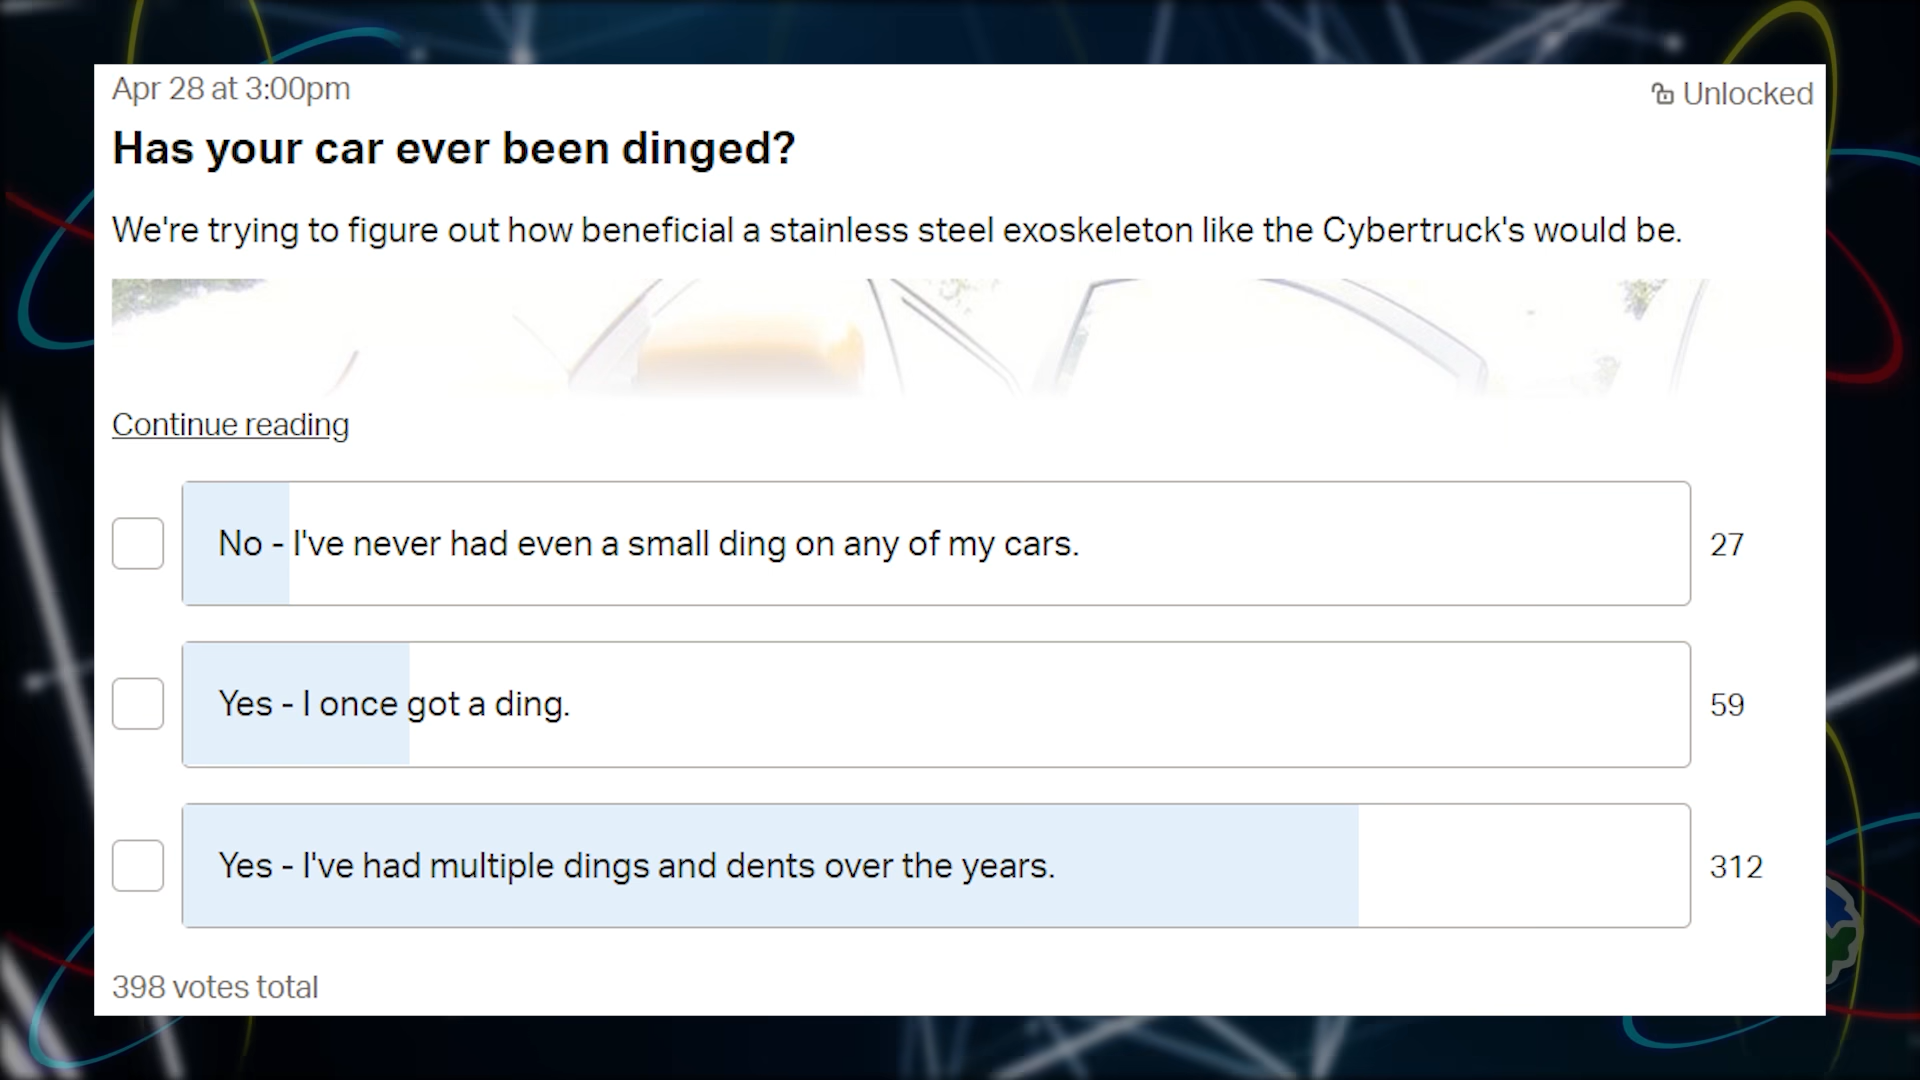 Apr 28 at 3:00pm
Unlocked
Has your car ever been dinged?
We're trying to figure out how beneficial a stainless steel exoskeleton like the Cybertruck's would be.
Continue reading
No - I've never had even a small ding on any of my cars.
27
Yes - I once got a ding.
59
Yes - I've had multiple dings and dents over the years.
312
398 votes total